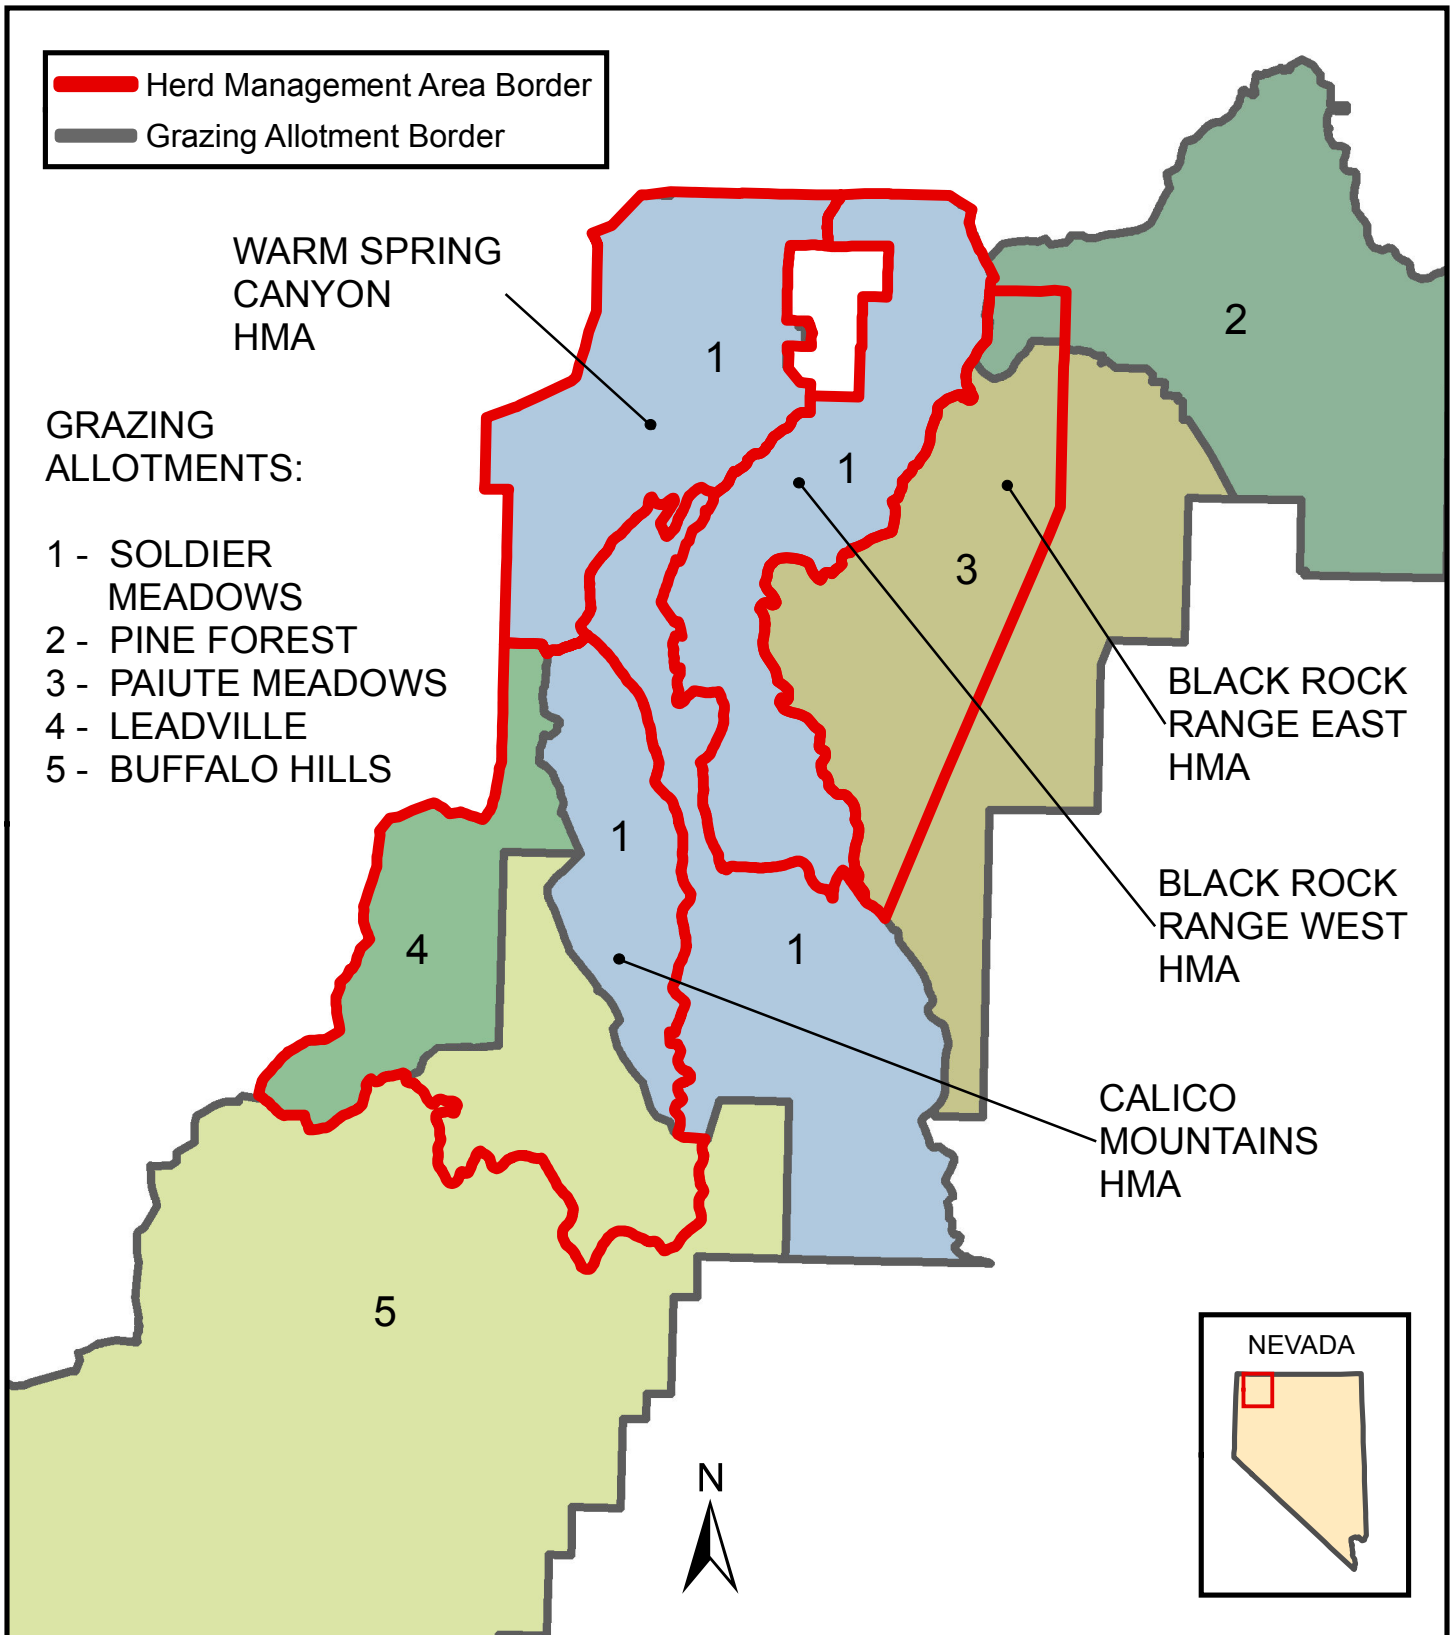 Herd Management Area Border
Grazing Allotment Border
WARM SPRING
CANYON
HMA
GRAZING
ALLOTMENTS:
1 - SOLDIER
MEADOWS
2 - PINE FOREST
3 - PAIUTE MEADOWS
4 - LEADVILLE
5 - BUFFALO HILLS
2
1
1
3
1
4
1
5
BLACK ROCK
RANGE EAST
HMA
BLACK ROCK
RANGE WEST
HMA
CALICO
MOUNTAINS
HMA
N
NEVADA